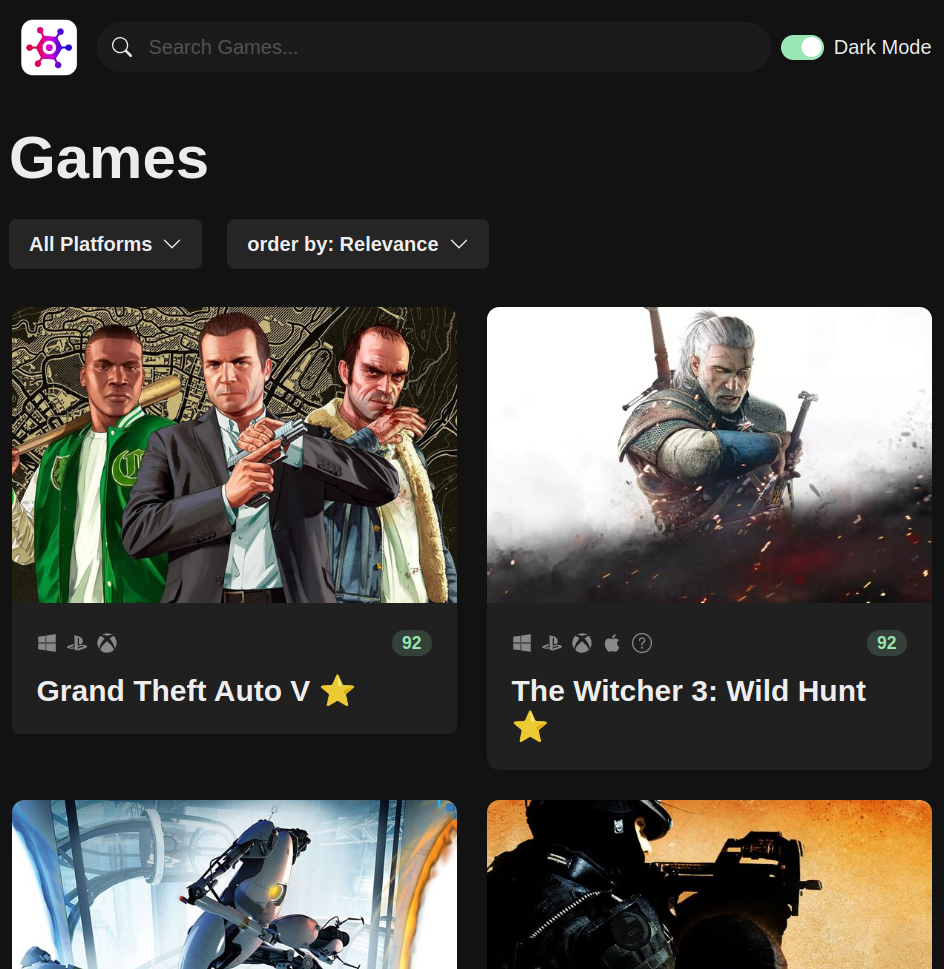 Search Games...
Dark Mode
Games
All Platforms
order by: Relevance
92
Grand Theft Auto V ⭐
92
The Witcher 3: Wild Hunt
⭐